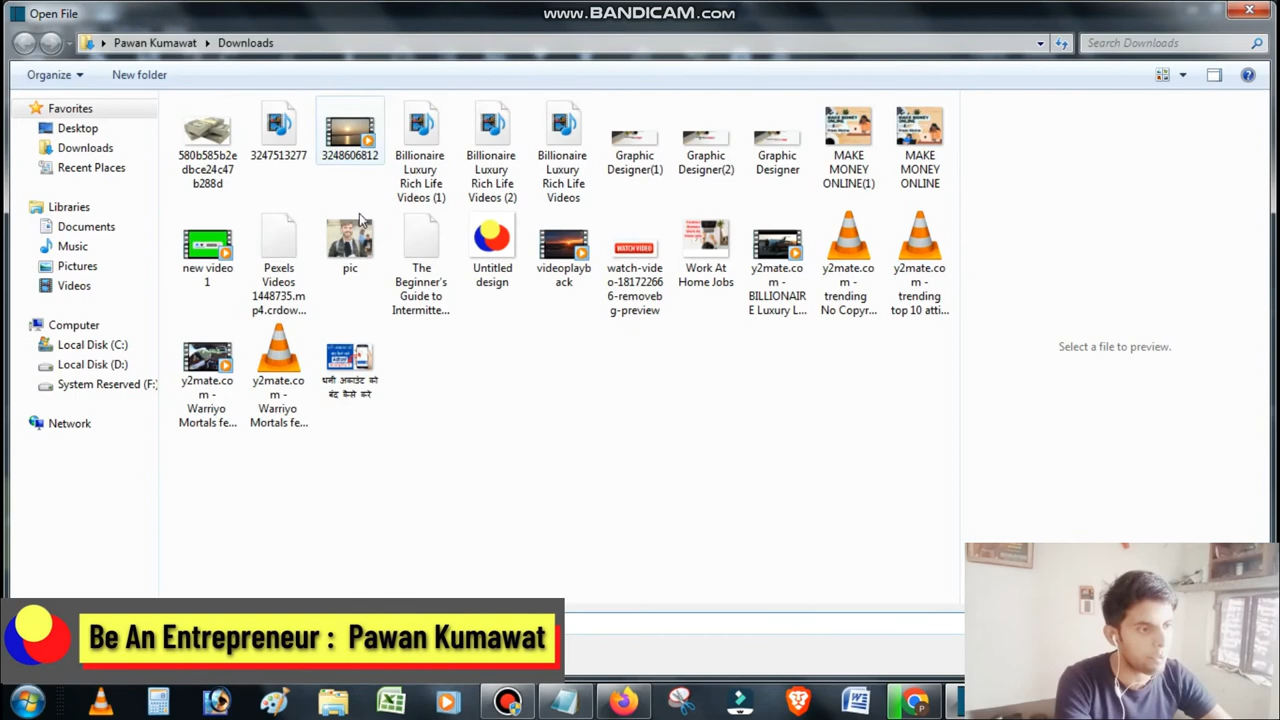 Open File
www.BANDICAM.com
Pawan Kumawat
Downloads
Search Downloads
Organize
New folder
Favorites
Desktop
Downloads
Recent Places
Libraries
Documents
Music
Pictures
Videos
Computer
Local Disk (C:)
Local Disk (D:)
System Reserved (F:)
Network
580b585b2e
dbce24c47
b288d
3247513277
3248606812
Billionaire
Luxury
Rich Life
Videos (1)
Billionaire
Luxury
Rich Life
Videos (2)
Billionaire
Luxury
Rich Life
Videos
Graphic
Designer(1)
Graphic
Designer(2)
Graphic
Designer
MAKE
MONEY
ONLINE(1)
MAKE
MONEY
ONLINE
new video
1
Pexels
Videos
1448735.m
p4.crdow...
pic
The
Beginner's
Guide to
Intermitte...
Untitled
design
videoplayb
ack
WATCH VIDEO
watch-vide
o-18172266
6-removeb
g-preview
Work At
Home Jobs
y2mate.co
m -
BILLIONAIR
E Luxury L...
y2mate.co
m -
trending
No Copyr...
y2mate.co
m -
trending
top 10 atti...
y2mate.co
m -
Warriyo
Mortals fe...
y2mate.co
m -
Warriyo
Mortals fe...
Select a file to preview.
Be An Entrepreneur : Pawan Kumawat